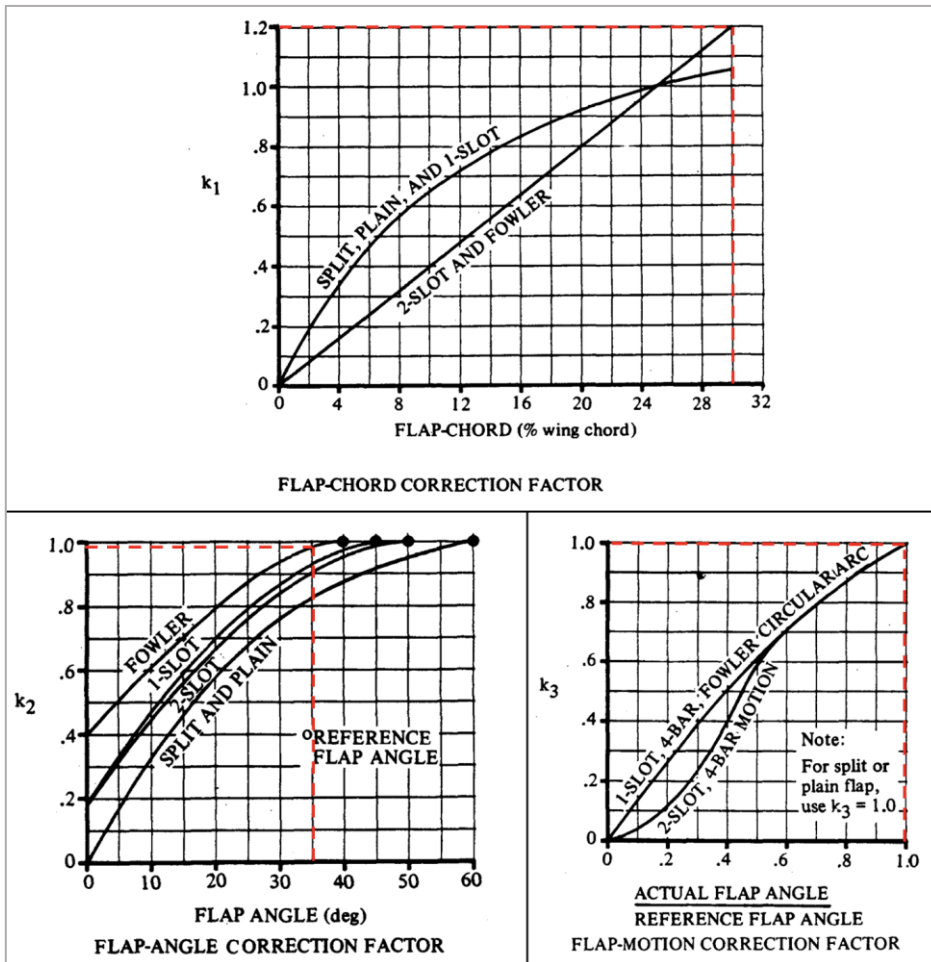 1.2
1.0
.8
.6
.4
.2
0
k1
SPLIT, PLAIN, AND 1-SLOT
2-SLOT AND FOWLER
0 4 8 12 16 20 24 28 32
FLAP-CHORD (% wing chord)
FLAP-CHORD CORRECTION FACTOR
1.0
.8
.6
.4
.2
0
k2
FOWLER
1-SLOT
2-SLOT
SPLIT AND PLAIN
REFERENCE
FLAP ANGLE
0 10 20 30 40 50 60
FLAP ANGLE (deg)
FLAP-ANGLE CORRECTION FACTOR
1.0
.8
.6
.4
.2
0
k3
1-SLOT, 4-BAR, FOWLER CIRCULAR ARC
2-SLOT, 4-BAR MOTION
Note:
For split or
plain flap,
use k3 = 1.0
0 .2 .4 .6 .8 1.0
ACTUAL FLAP ANGLE
REFERENCE FLAP ANGLE
FLAP-MOTION CORRECTION FACTOR